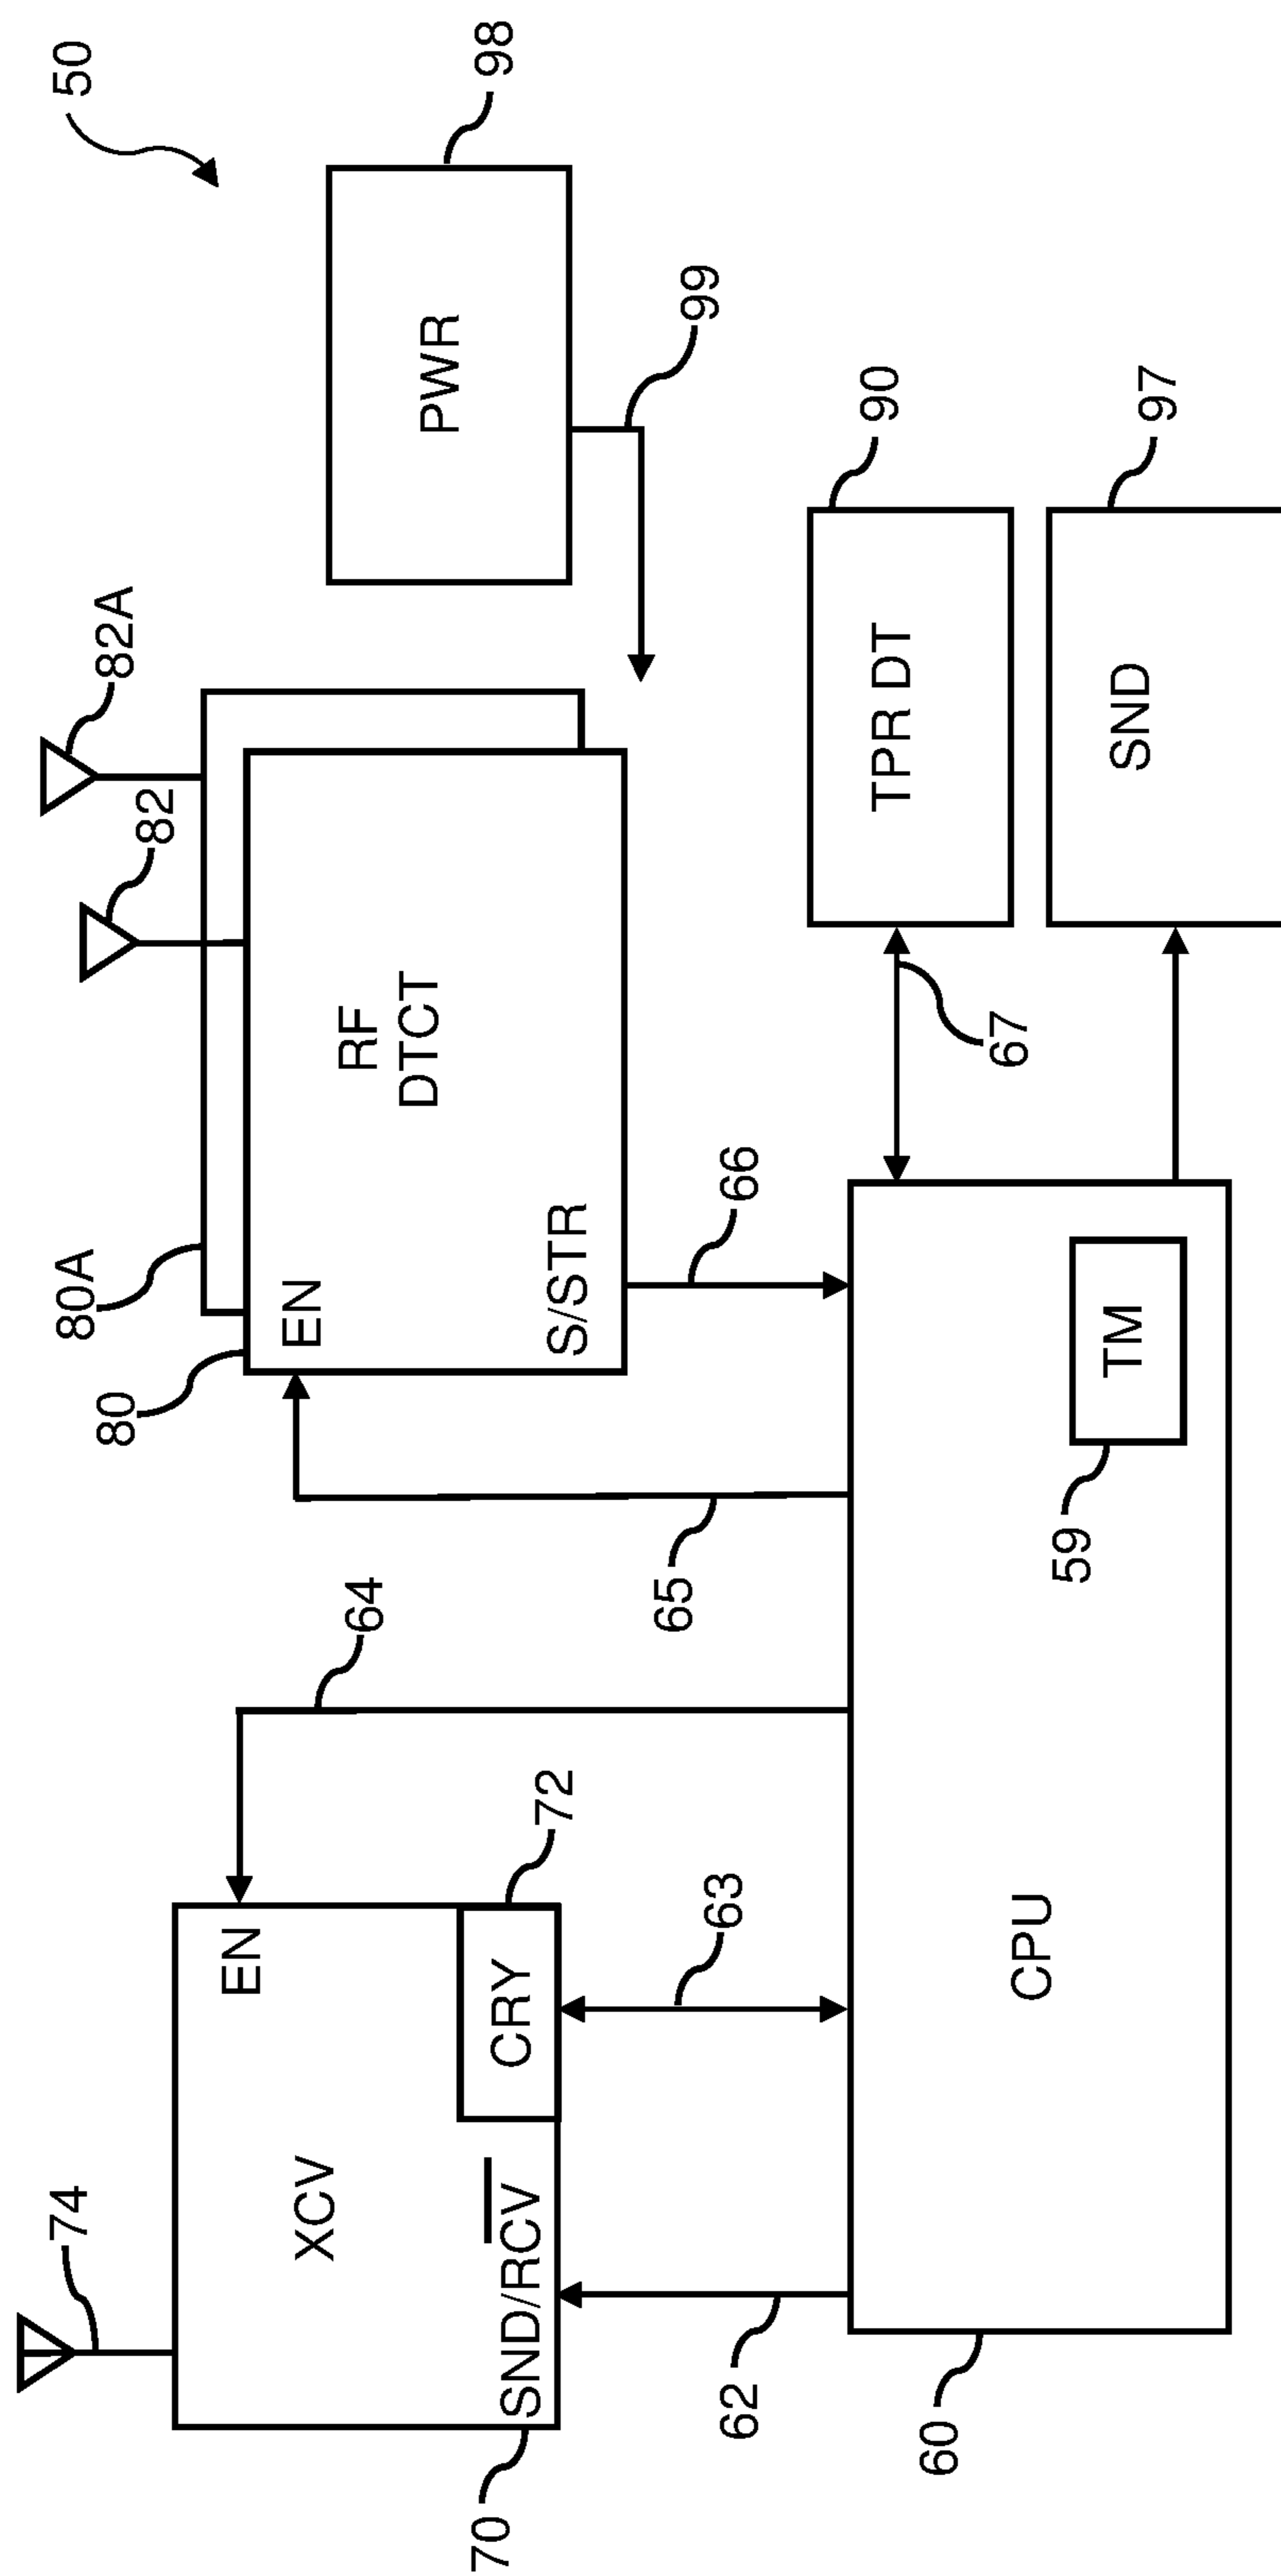 50
74
82A
82
98
80A
80
64
70
XCV
EN
SND/RCV
CRY
72
EN
RF
DTCT
S/STR
PWR
99
62
63
65
66
67
90
TPR DT
60
CPU
59
TM
97
SND